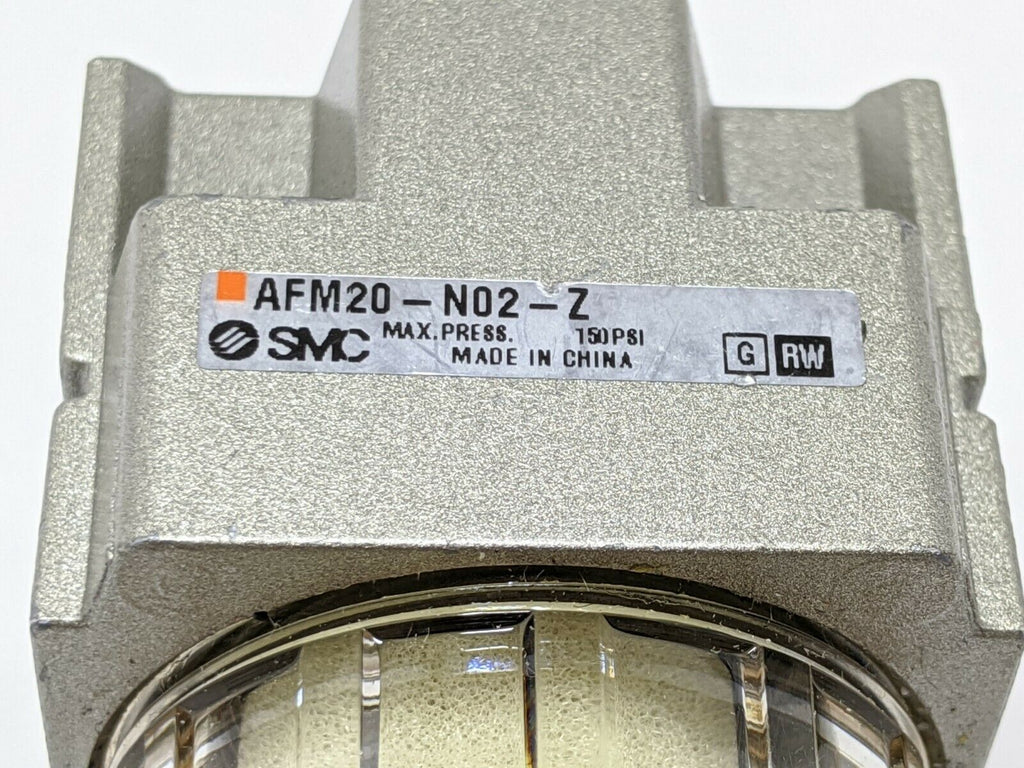 AFM20-N02-Z
SMC MAX.PRESS. 150PSI
MADE IN CHINA
G RW